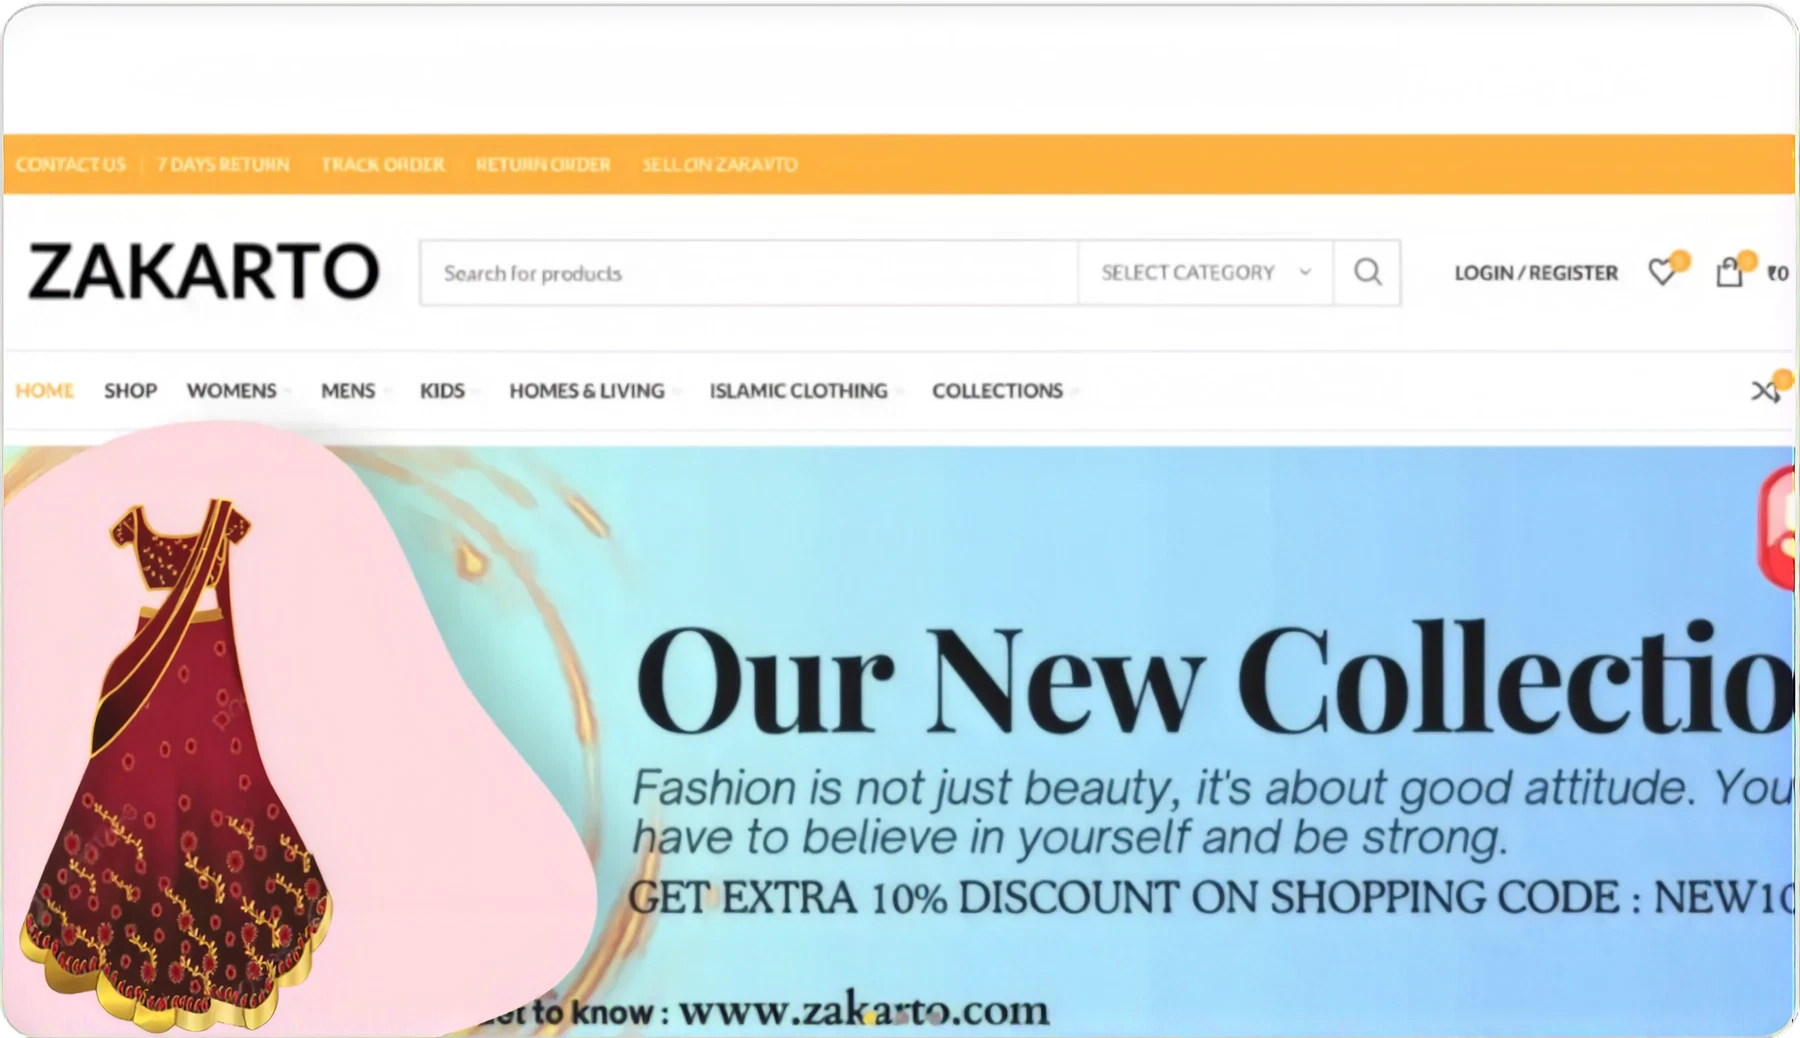 CONTACT US
7 DAYS RETURN
TRACK ORDER
RETURN ORDER
SELL ON ZAKARTO
ZAKARTO
Search for products
SELECT CATEGORY
LOGIN / REGISTER
₹0
HOME
SHOP
WOMENS
MENS
KIDS
HOMES & LIVING
ISLAMIC CLOTHING
COLLECTIONS
Our New Collectio
Fashion is not just beauty, it's about good attitude. You
have to believe in yourself and be strong.
GET EXTRA 10% DISCOUNT ON SHOPPING CODE : NEW10
to know : www.zakarto.com